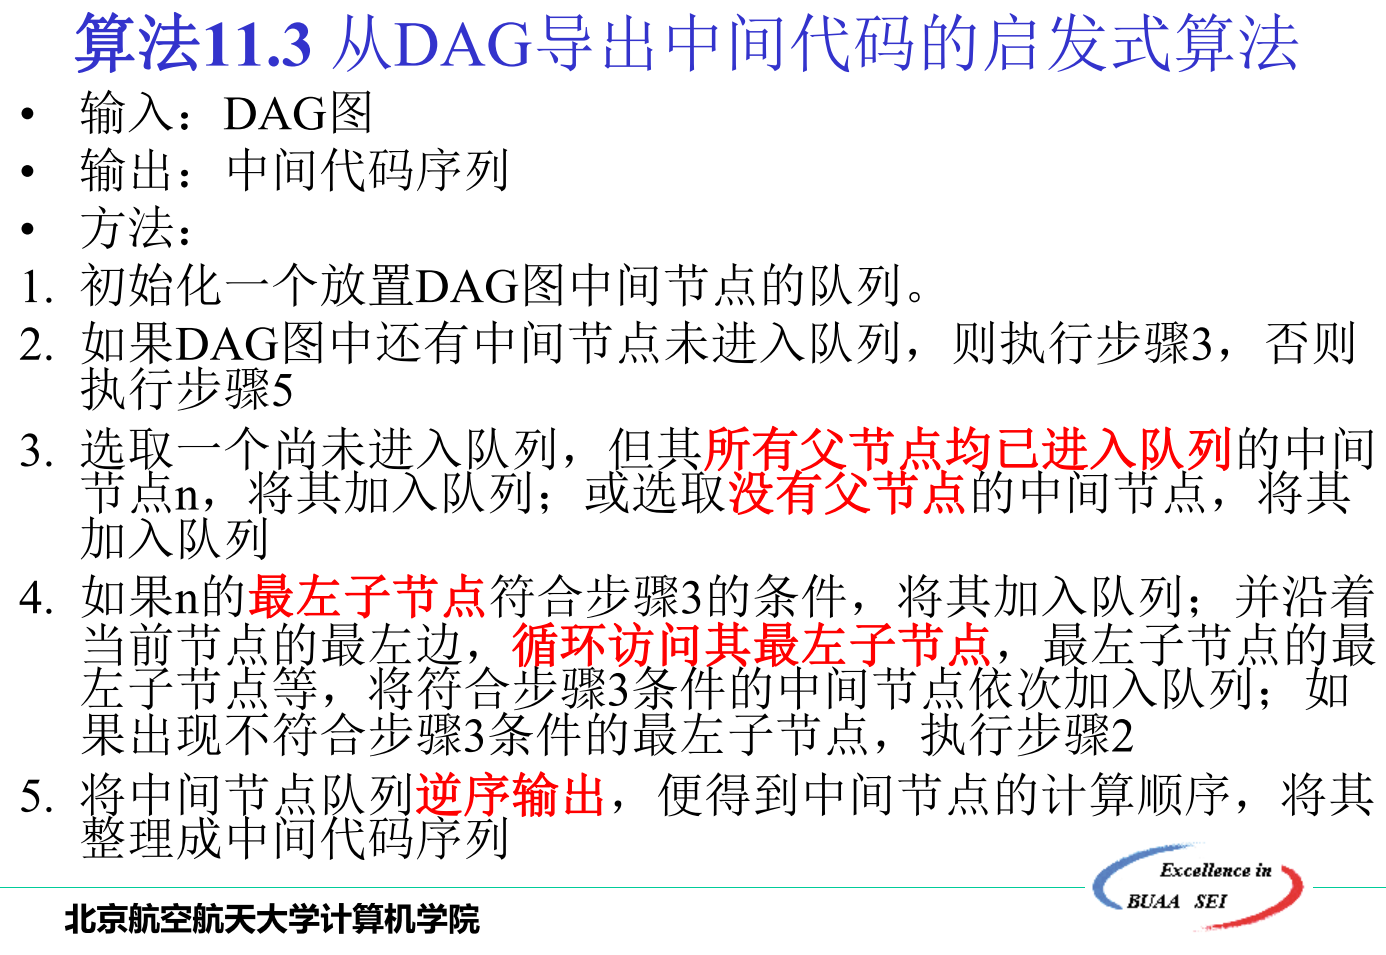 算法11.3 从DAG导出中间代码的启发式算法
• 输入：DAG图
• 输出：中间代码序列
• 方法：
1. 初始化一个放置DAG图中间节点的队列。
2. 如果DAG图中还有中间节点未进入队列，则执行步骤3，否则
执行步骤5
3. 选取一个尚未进入队列，但其所有父节点均已进入队列的中间
节点n，将其加入队列；或选取没有父节点的中间节点，将其
加入队列
4. 如果n的最左子节点符合步骤3的条件，将其加入队列；并沿着
当前节点的最左边，循环访问其最左子节点，最左子节点的最
左子节点等，将符合步骤3条件的中间节点依次加入队列；如
果出现不符合步骤3条件的最左子节点，执行步骤2
5. 将中间节点队列逆序输出，便得到中间节点的计算顺序，将其
整理成中间代码序列
Excellence in
BUAA SEI
北京航空航天大学计算机学院